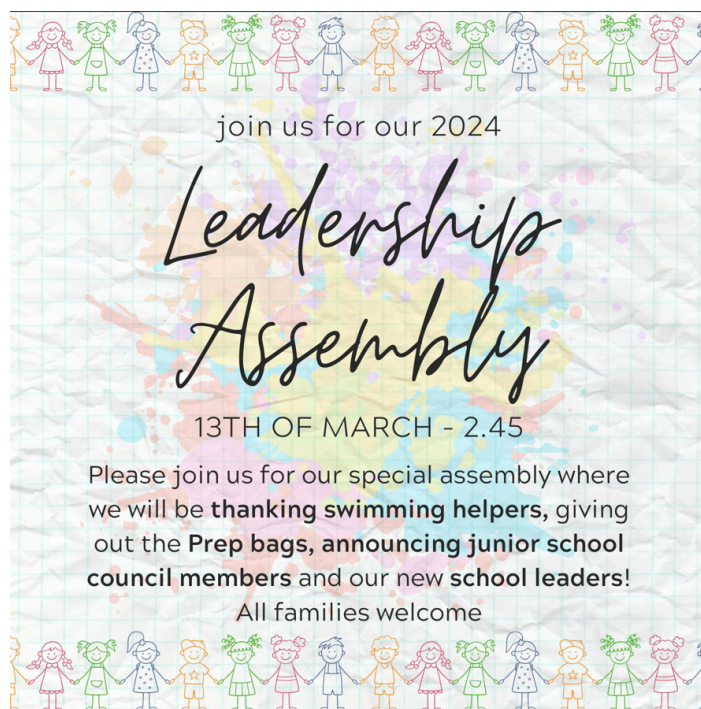 join us for our 2024
Leadership
Assembly
13TH OF MARCH - 2.45
Please join us for our special assembly where
we will be thanking swimming helpers, giving
out the Prep bags, announcing junior school
council members and our new school leaders!
All families welcome